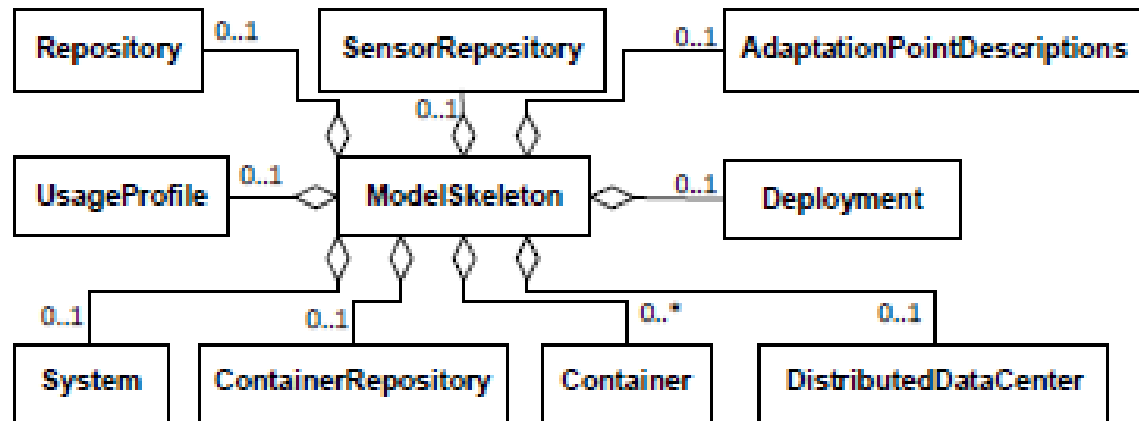 Repository
0..1
SensorRepository
0..1
0..1
AdaptationPointDescriptions
UsageProfile
0..1
ModelSkeleton
0..1
Deployment
0..1
0..1
0..*
0..1
System
ContainerRepository
Container
DistributedDataCenter